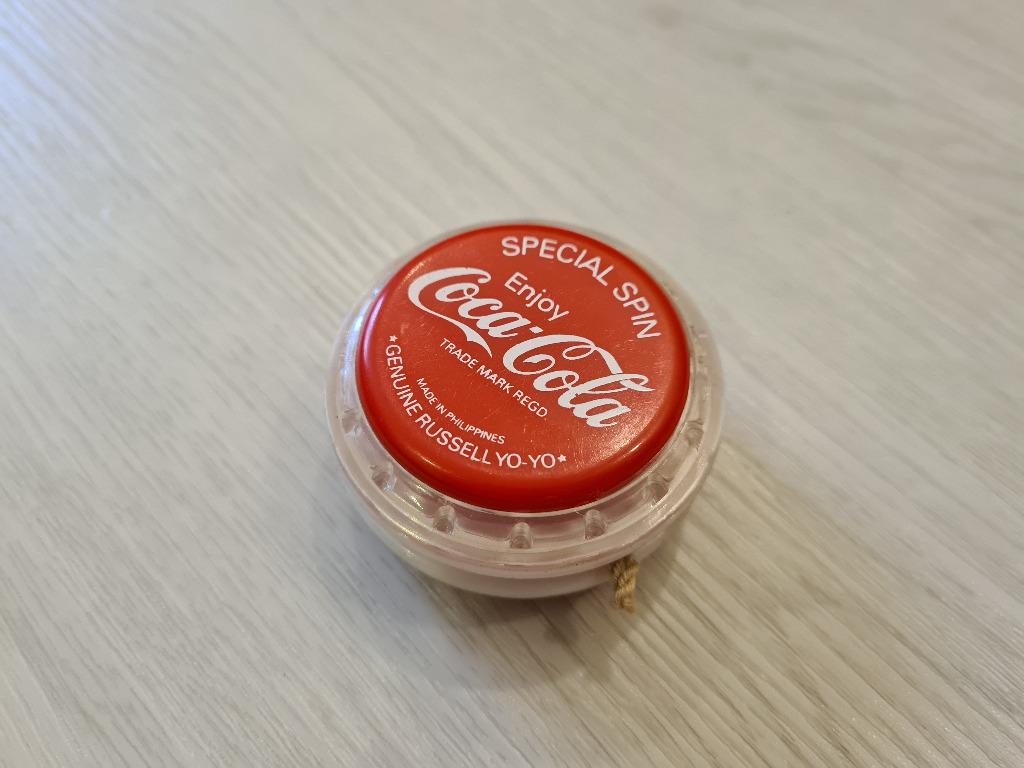 SPECIAL SPIN
Enjoy
Coca-Cola
TRADE MARK REGD
MADE IN PHILIPPINES
★GENUINE RUSSELL YO-YO★